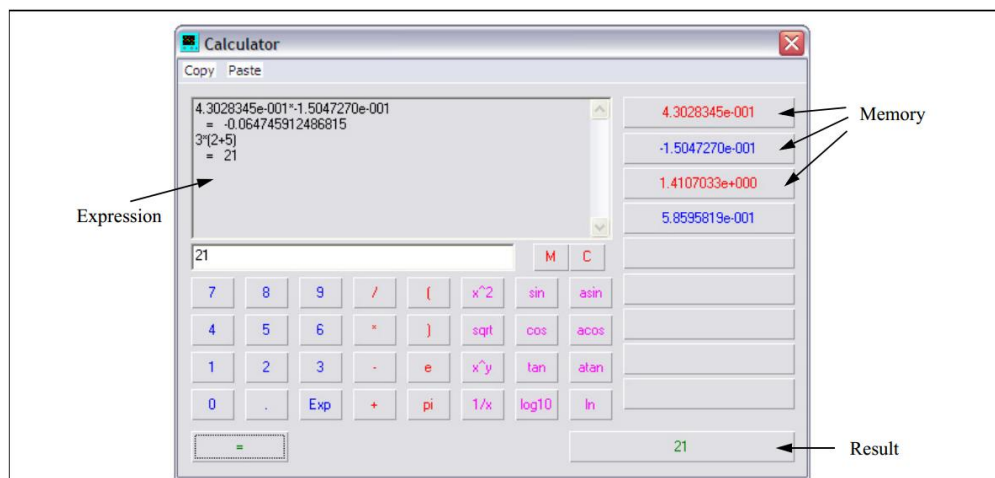 Calculator
Copy Paste
4.3028345e-001*-1.5047270e-001
= -0.064745912486815
3*(2+5)
= 21
Expression
4.3028345e-001
-1.5047270e-001
1.4107033e+000
5.8595819e-001
Memory
21
M C
7 8 9 / ( x^2 sin asin
4 5 6 * ) sqrt cos acos
1 2 3 - e x^y tan atan
0 . Exp + pi 1/x log10 ln
= 21
Result